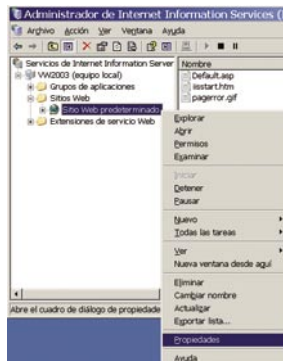 Administrador de Internet Information Services (
Archivo Acción Ver Ventana Ayuda
Servicios de Internet Information Server
VW2003 (equipo local)
Grupos de aplicaciones
Sitios Web
Sitio Web predeterminado
Extensiones de servicio Web
Nombre
Default.asp
iisstart.htm
pagerror.gif
Explorar
Abrir
Permisos
Examinar
Iniciar
Detener
Pausar
Nuevo
Todas las tareas
Ver
Nueva ventana desde aquí
Eliminar
Cambiar nombre
Actualizar
Exportar lista...
Propiedades
Ayuda
Abre el cuadro de diálogo de propiedade